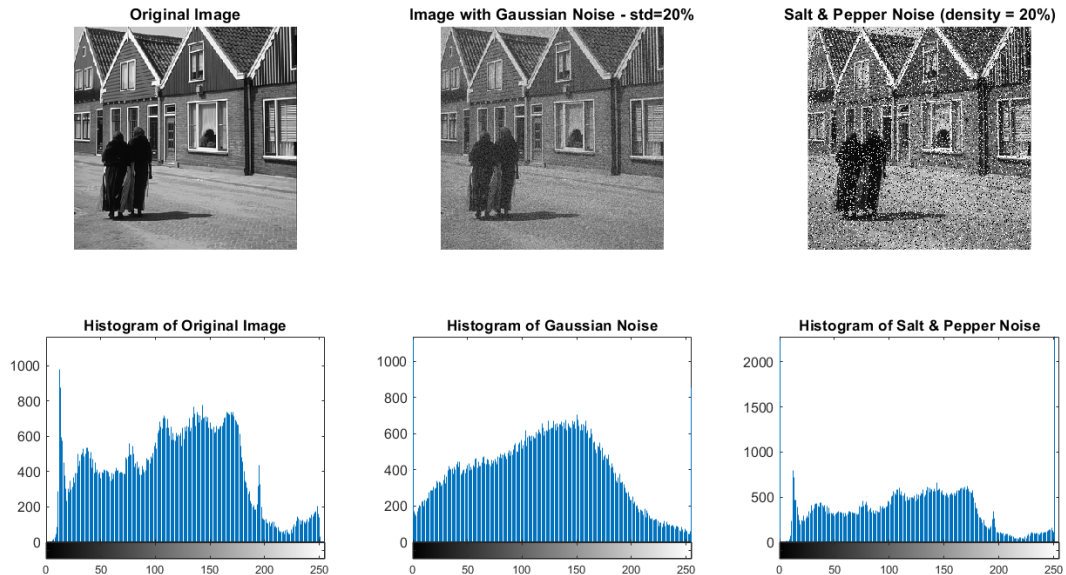 Original Image
Image with Gaussian Noise - std=20%
Salt & Pepper Noise (density = 20%)
Histogram of Original Image
1000
800
600
400
200
0
0 50 100 150 200 250
Histogram of Gaussian Noise
1000
800
600
400
200
0
0 50 100 150 200 250
Histogram of Salt & Pepper Noise
2000
1500
1000
500
0
0 50 100 150 200 250